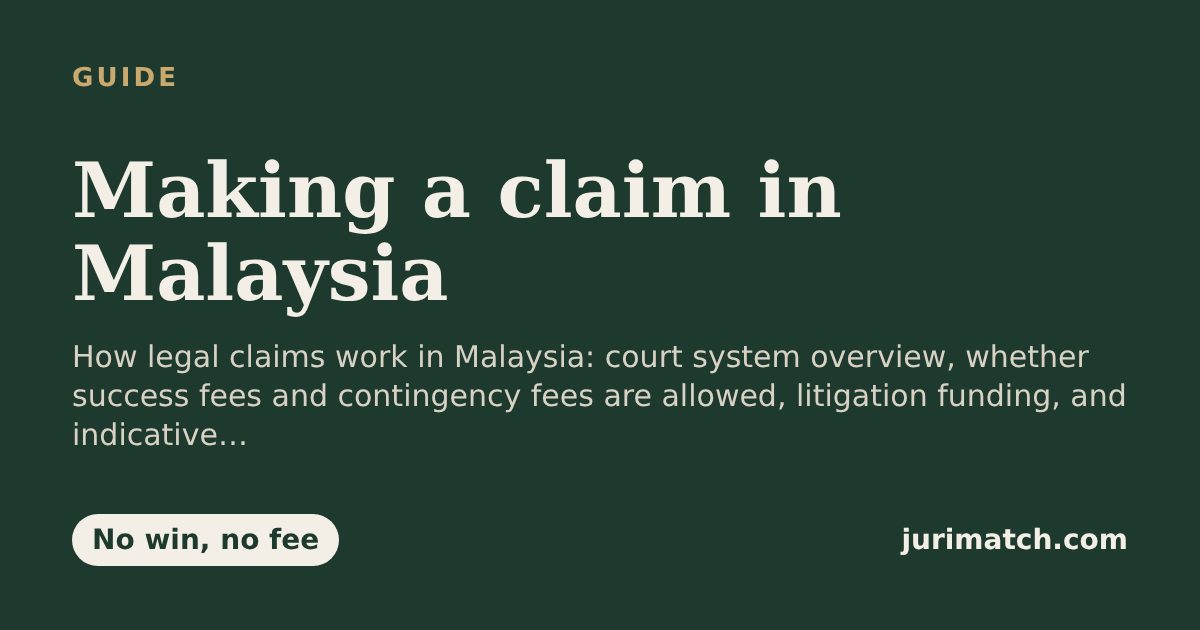 GUIDE
Making a claim in
Malaysia
How legal claims work in Malaysia: court system overview, whether
success fees and contingency fees are allowed, litigation funding, and
indicative...
No win, no fee
jurimatch.com